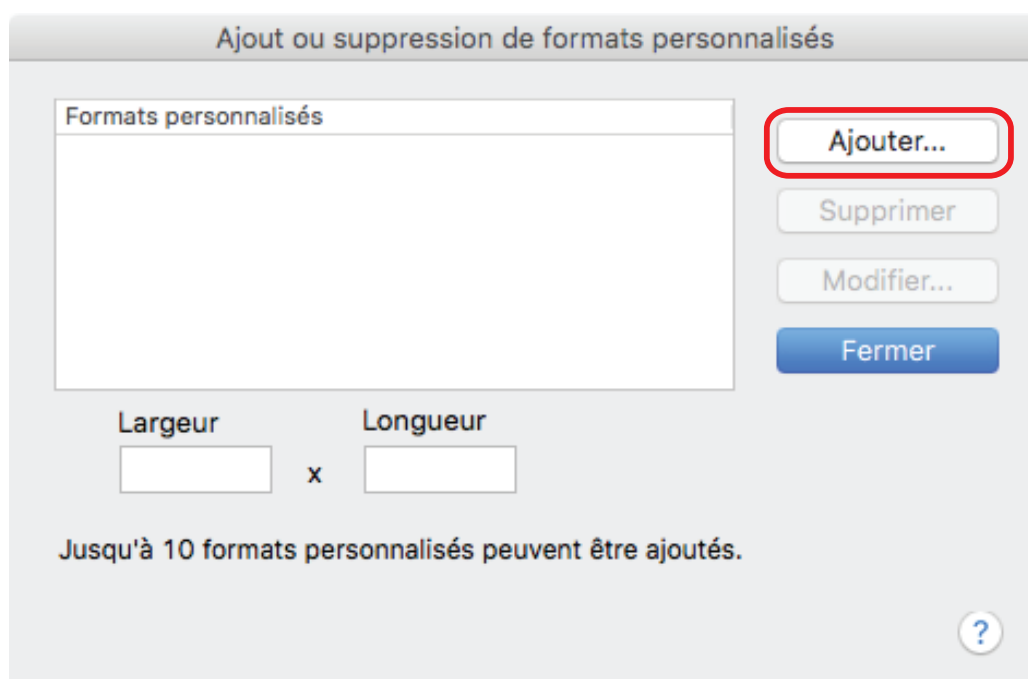 Ajout ou suppression de formats personnalisés
Formats personnalisés
Ajouter...
Supprimer
Modifier...
Fermer
Largeur
Longueur
x
Jusqu'à 10 formats personnalisés peuvent être ajoutés.
?